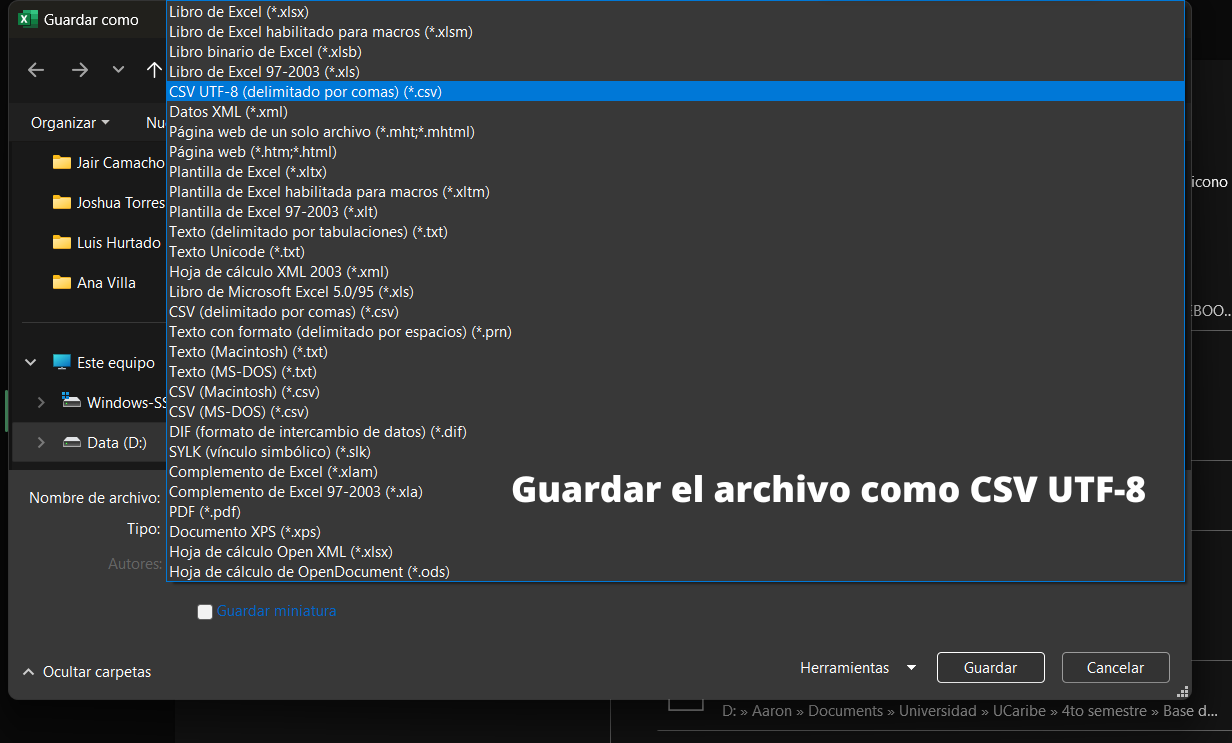 Guardar como
Libro de Excel (*.xlsx)
Libro de Excel habilitado para macros (*.xlsm)
Libro binario de Excel (*.xlsb)
Libro de Excel 97-2003 (*.xls)
CSV UTF-8 (delimitado por comas) (*.csv)
Datos XML (*.xml)
Página web de un solo archivo (*.mht;*.mhtml)
Página web (*.htm;*.html)
Plantilla de Excel (*.xltx)
Plantilla de Excel habilitada para macros (*.xltm)
Plantilla de Excel 97-2003 (*.xlt)
Texto (delimitado por tabulaciones) (*.txt)
Texto Unicode (*.txt)
Hoja de cálculo XML 2003 (*.xml)
Libro de Microsoft Excel 5.0/95 (*.xls)
CSV (delimitado por comas) (*.csv)
Texto con formato (delimitado por espacios) (*.prn)
Texto (Macintosh) (*.txt)
Texto (MS-DOS) (*.txt)
CSV (Macintosh) (*.csv)
CSV (MS-DOS) (*.csv)
DIF (formato de intercambio de datos) (*.dif)
SYLK (vínculo simbólico) (*.slk)
Complemento de Excel (*.xlam)
Complemento de Excel 97-2003 (*.xla)
PDF (*.pdf)
Documento XPS (*.xps)
Hoja de cálculo Open XML (*.xlsx)
Hoja de cálculo de OpenDocument (*.ods)
Organizar
Nu
Jair Camacho
Joshua Torres
Luis Hurtado
Ana Villa
Este equipo
Windows-SS
Data (D:)
Nombre de archivo:
Tipo:
Autores:
Guardar el archivo como CSV UTF-8
Guardar miniatura
Ocultar carpetas
Herramientas
Guardar
Cancelar
icono
BOO...
D: » Aaron » Documents » Universidad » UCaribe » 4to semestre » Base d...